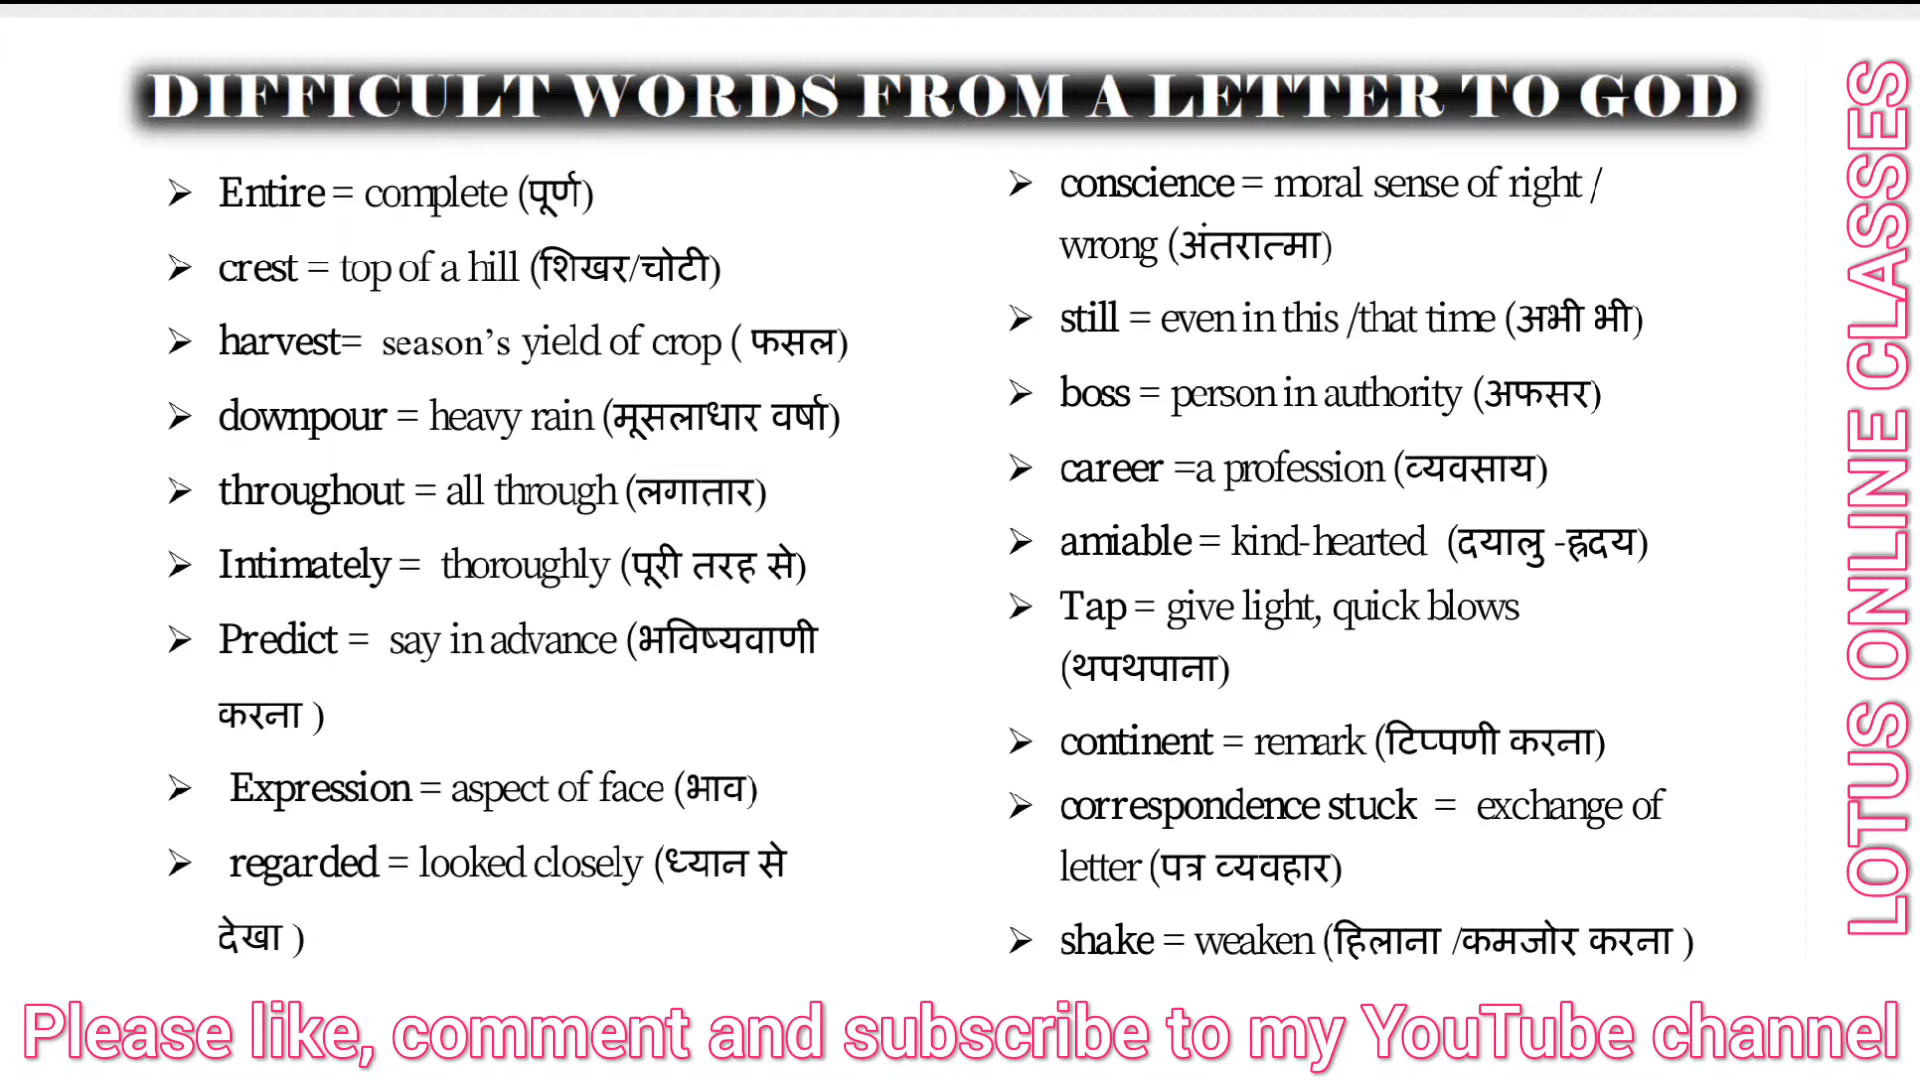 DIFFICULT WORDS FROM A LETTER TO GOD
➢ Entire = complete (पूर्ण)
➢ crest = top of a hill (शिखर/चोटी)
➢ harvest= season’s yield of crop ( फसल)
➢ downpour = heavy rain (मूसलाधार वर्षा)
➢ throughout = all through (लगातार)
➢ Intimately = thoroughly (पूरी तरह से)
➢ Predict = say in advance (भविष्यवाणी
करना )
➢ Expression = aspect of face (भाव)
➢ regarded = looked closely (ध्यान से
देखा )
➢ conscience = moral sense of right /
wrong (अंतरात्मा)
➢ still = even in this /that time (अभी भी)
➢ boss = person in authority (अफसर)
➢ career =a profession (व्यवसाय)
➢ amiable = kind-hearted (दयालु -ह्रदय)
➢ Tap = give light, quick blows
(थपथपाना)
➢ continent = remark (टिप्पणी करना)
➢ correspondence stuck = exchange of
letter (पत्र व्यवहार)
➢ shake = weaken (हिलाना /कमजोर करना )
LOTUS ONLINE CLASSES
Please like, comment and subscribe to my YouTube channel